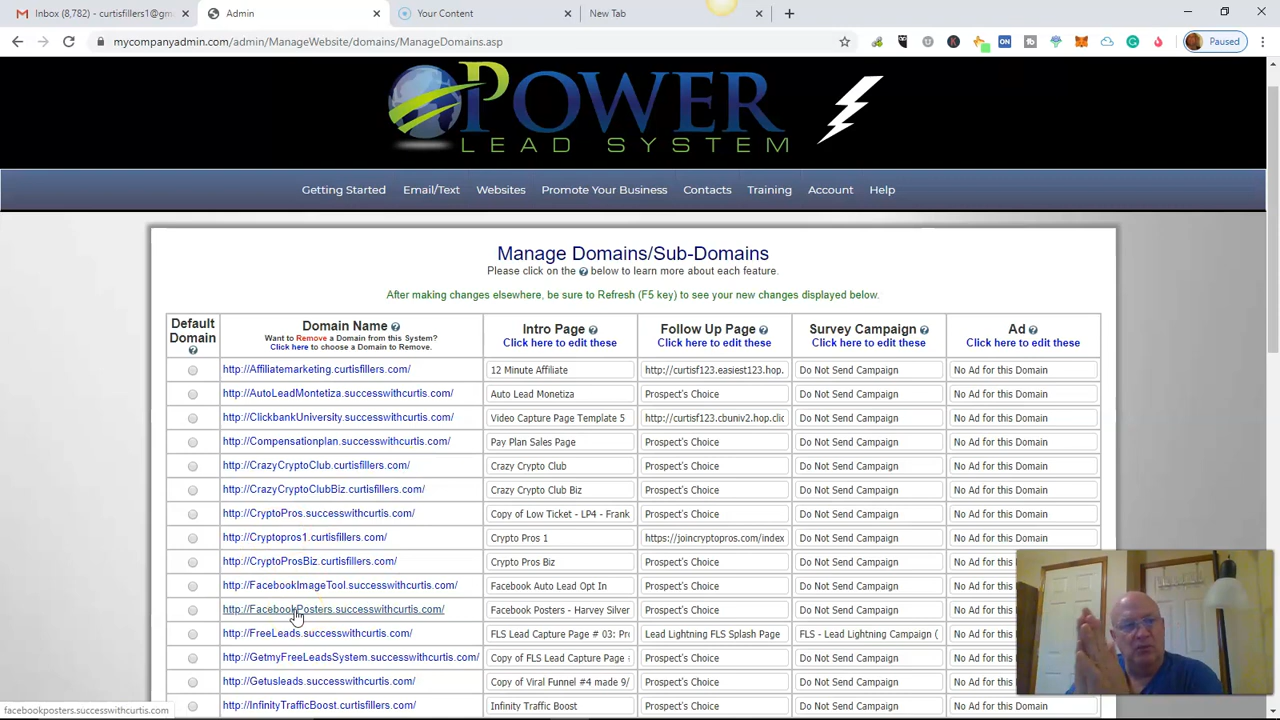 Inbox (8,782) - curtisfillers1@gm
Admin
Your Content
New Tab
mycompanyadmin.com/admin/ManageWebsite/domains/ManageDomains.asp
Paused
POWER
LEAD SYSTEM
Getting Started Email/Text Websites Promote Your Business Contacts Training Account Help
Manage Domains/Sub-Domains
Please click on the ? below to learn more about each feature.
After making changes elsewhere, be sure to Refresh (F5 key) to see your new changes displayed below.
Default Domain ?
Domain Name ?
Want to Remove a Domain from this System?
Click here to choose a Domain to Remove.
Intro Page ?
Click here to edit these
Follow Up Page ?
Click here to edit these
Survey Campaign ?
Click here to edit these
Ad ?
Click here to edit these
http://Affiliatemarketing.curtisfillers.com/ 12 Minute Affiliate http://curtisf123.easiest123.hop. Do Not Send Campaign No Ad for this Domain
http://AutoLeadMontetiza.successwithcurtis.com/ Auto Lead Monetiza Prospect's Choice Do Not Send Campaign No Ad for this Domain
http://ClickbankUniversity.successwithcurtis.com/ Video Capture Page Template 5 http://curtisf123.cbuniv2.hop.clic Do Not Send Campaign No Ad for this Domain
http://Compensationplan.successwithcurtis.com/ Pay Plan Sales Page Prospect's Choice Do Not Send Campaign No Ad for this Domain
http://CrazyCryptoClub.curtisfillers.com/ Crazy Crypto Club Prospect's Choice Do Not Send Campaign No Ad for this Domain
http://CrazyCryptoClubBiz.curtisfillers.com/ Crazy Crypto Club Biz Prospect's Choice Do Not Send Campaign No Ad for this Domain
http://CryptoPros.successwithcurtis.com/ Copy of Low Ticket - LP4 - Frank Prospect's Choice Do Not Send Campaign No Ad for this Domain
http://Cryptopros1.curtisfillers.com/ Crypto Pros 1 https://joincryptopros.com/index Do Not Send Campaign No Ad for this Domain
http://CryptoProsBiz.curtisfillers.com/ Crypto Pros Biz Prospect's Choice Do Not Send Campaign No Ad for this Domain
http://FacebookImageTool.successwithcurtis.com/ Facebook Auto Lead Opt In Prospect's Choice Do Not Send Campaign No Ad for this Domain
http://FacebookPosters.successwithcurtis.com/ Facebook Posters - Harvey Silver Prospect's Choice Do Not Send Campaign No Ad for this Domain
http://FreeLeads.successwithcurtis.com/ FLS Lead Capture Page # 03: Pr Lead Lightning FLS Splash Page FLS - Lead Lightning Campaign ( No Ad for this Domain
http://GetmyFreeLeadsSystem.successwithcurtis.com/ Copy of FLS Lead Capture Page Prospect's Choice Do Not Send Campaign No Ad for this Domain
http://Getusleads.successwithcurtis.com/ Copy of Viral Funnel #4 made 9/ Prospect's Choice Do Not Send Campaign No Ad for this Domain
http://InfinityTrafficBoost.curtisfillers.com/ Infinity Traffic Boost Prospect's Choice Do Not Send Campaign No Ad for this Domain
facebookposters.successwithcurtis.com